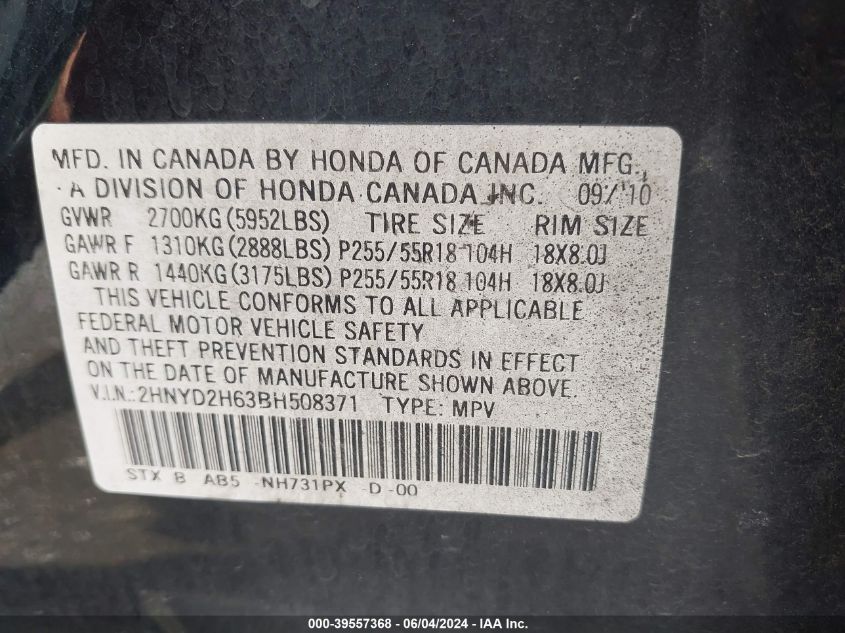 MFD. IN CANADA BY HONDA OF CANADA MFG.,
A DIVISION OF HONDA CANADA INC. 09/'10
GVWR 2700KG(5952LBS) TIRE SIZE RIM SIZE
GAWR F 1310KG(2888LBS) P255/55R18 104H 18X8.0J
GAWR R 1440KG(3175LBS) P255/55R18 104H 18X8.0J
THIS VEHICLE CONFORMS TO ALL APPLICABLE
FEDERAL MOTOR VEHICLE SAFETY
AND THEFT PREVENTION STANDARDS IN EFFECT
ON THE DATE OF MANUFACTURE SHOWN ABOVE.
V.I.N.:2HNYD2H63BH508371 TYPE: MPV
STX B AB5 -NH731PX -D-00
000-39557368 - 06/04/2024 - IAA Inc.